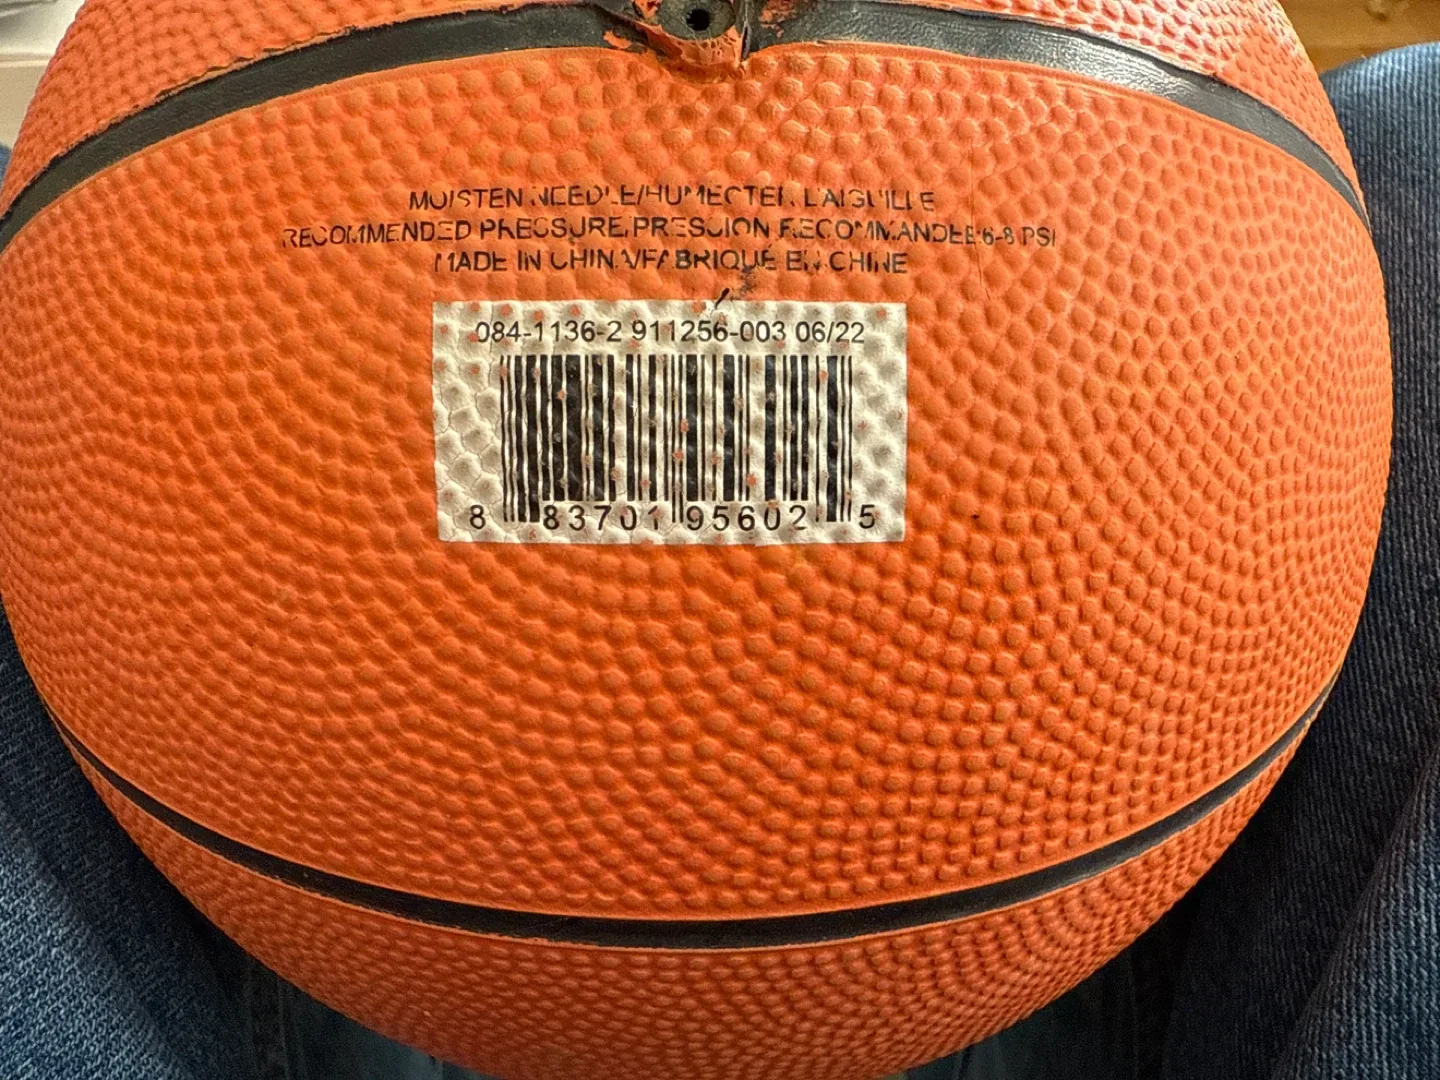 MOISTEN NEEDLE/HUMECTER L'AIGUILLE
RECOMMENDED PRESSURE/PRESSION RECOMMANDEE:6-8 PSI
MADE IN CHINA/FABRIQUÉ EN CHINE
084-1136-2 911256-003 06/22
8 83701 95602 5